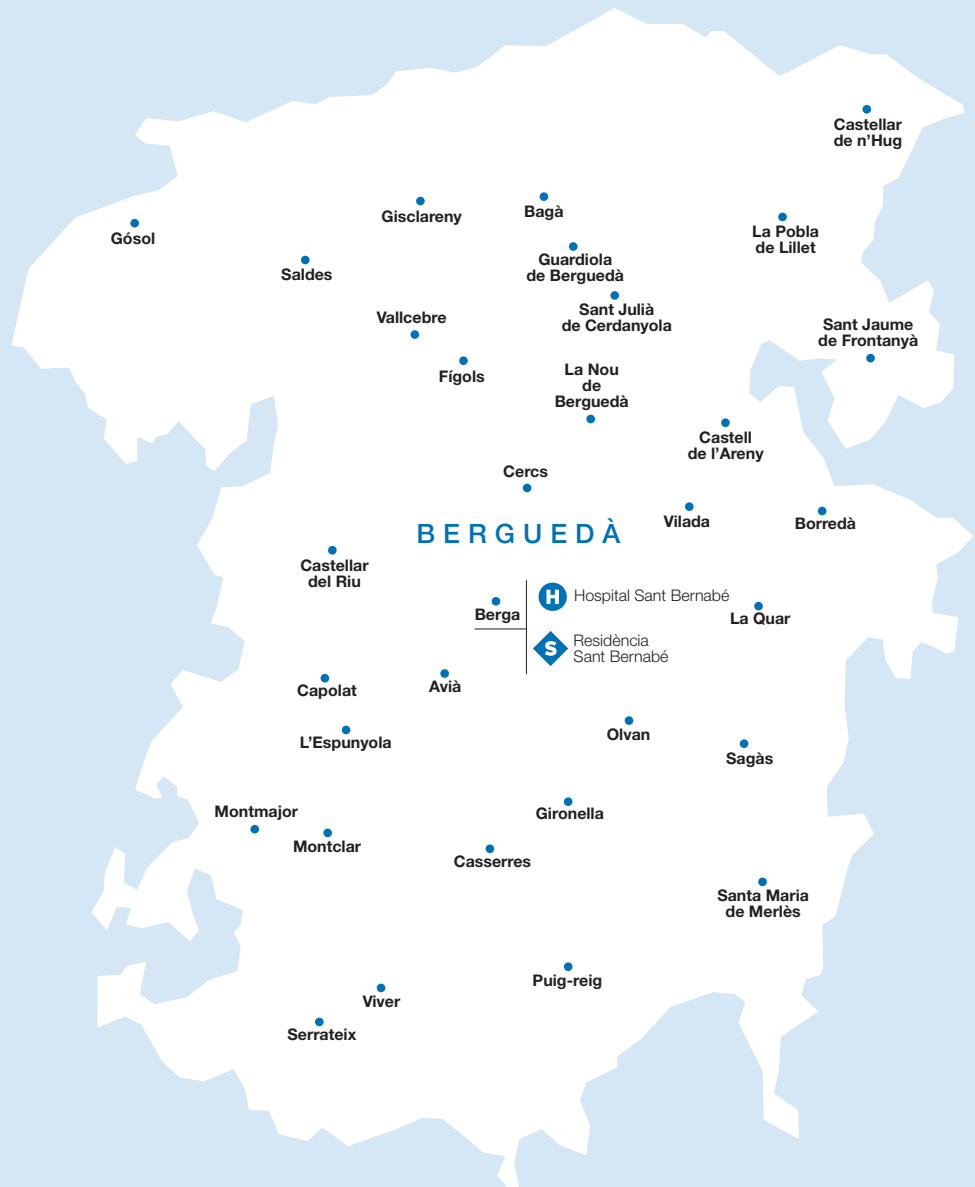 Castellar
de n'Hug
Gisclareny
Bagà
Gósol
La Pobla
de Lillet
Saldes
Guardiola
de Berguedà
Vallcebre
Sant Julià
de Cerdanyola
Sant Jaume
de Frontanyà
Fígols
La Nou
de
Berguedà
Castell
de l'Areny
Cercs
Vilada
Borredà
BERGUEDÀ
Castellar
del Riu
Berga
H Hospital Sant Bernabé
La Quar
S Residència
Sant Bernabé
Capolat
Avià
L'Espunyola
Olvan
Sagàs
Montmajor
Montclar
Gironella
Casserres
Santa Maria
de Merlès
Puig-reig
Viver
Serrateix